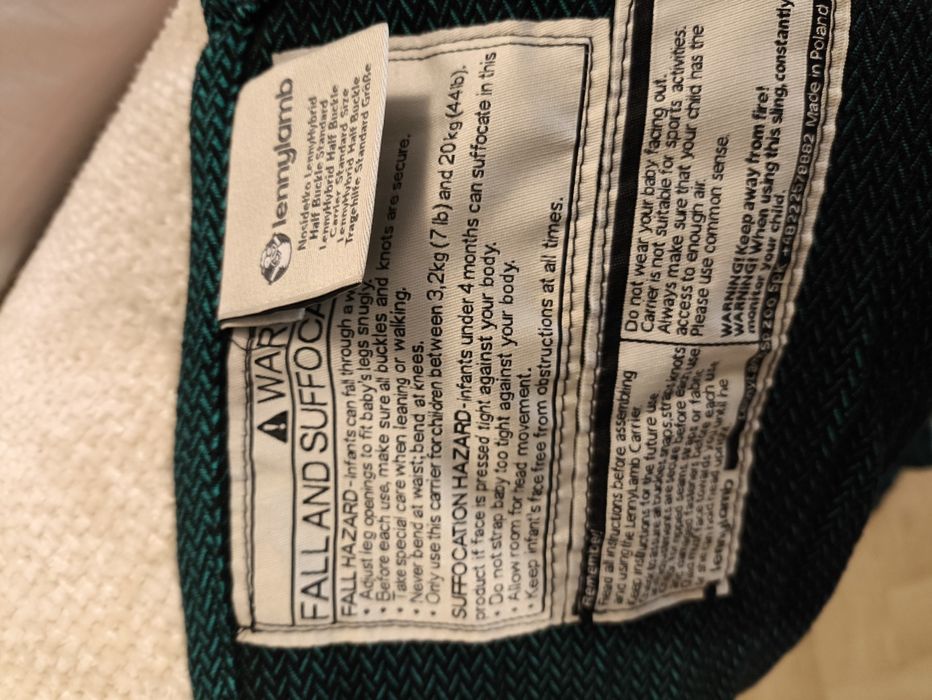 lennylamb
Nosidełko LennyHybrid
Half Buckle Standard
LennyHybrid Half Buckle
Carrier Standard Size
LennyHybrid Half Buckle
Tragehilfe Standard Größe
WAR
FALL AND SUFFOCA
FALL HAZARD - Infants can fall through a w
• Adjust leg openings to fit baby's legs snugly.
• Before each use, make sure all buckles and knots are secure.
• Take special care when leaning or walking.
• Never bend at waist; bend at knees.
• Only use this carrier for children between 3,2kg (7 lb) and 20 kg (44 lb).
SUFFOCATION HAZARD - infants under 4 months can suffocate in this
product if face is pressed tight against your body.
• Do not strap baby too tight against your body.
• Allow room for head movement.
• Keep infant's face free from obstructions at all times.
Remember
Read all instructions before assembling
and using the LennyLamb Carrier
Keep instructions for the future use
Do not wear your baby facing out.
Carrier is not suitable for sports activities.
Always make sure that your child has the
access to enough air.
Please use common sense.
WARNING! Keep away from fire!
WARNING! When using this sling, constantly
monitor your child
Made in Poland